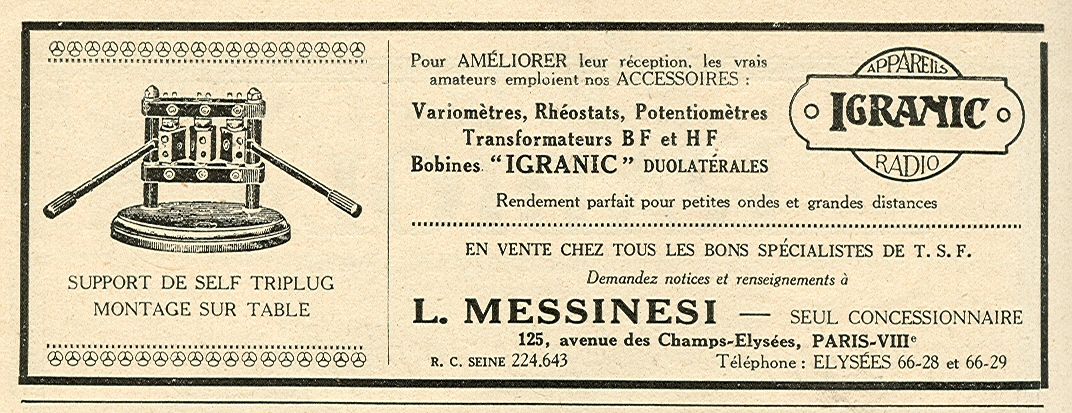 SUPPORT DE SELF TRIPLUG
MONTAGE SUR TABLE
Pour AMÉLIORER leur réception, les vrais
amateurs emploient nos ACCESSOIRES :
Variomètres, Rhéostats, Potentiomètres
Transformateurs BF et HF
Bobines "IGRANIC" DUOLATÉRALES
APPAREILS
IGRANIC
RADIO
Rendement parfait pour petites ondes et grandes distances
EN VENTE CHEZ TOUS LES BONS SPÉCIALISTES DE T. S. F.
Demandez notices et renseignements à
L. MESSINESI — SEUL CONCESSIONNAIRE
125, avenue des Champs-Elysées, PARIS-VIIIᵉ
R. C. SEINE 224.643 Téléphone : ELYSÉES 66-28 et 66-29